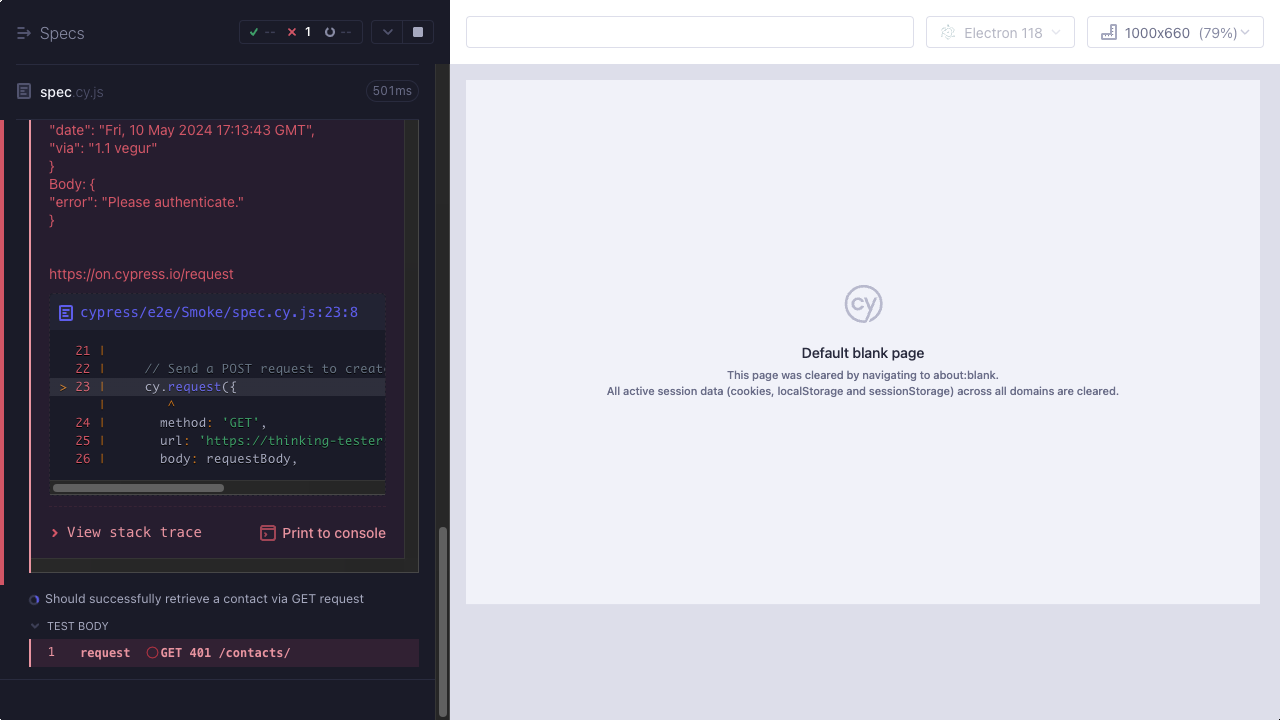 Specs
--
1
--
Electron 118
1000x660 (79%)
spec.cy.js
501ms
"date": "Fri, 10 May 2024 17:13:43 GMT",
"via": "1.1 vegur"
}
Body: {
"error": "Please authenticate."
}
https://on.cypress.io/request
cypress/e2e/Smoke/spec.cy.js:23:8
21 |
22 | // Send a POST request to create
> 23 | cy.request({
| ^
24 | method: 'GET',
25 | url: 'https://thinking-tester
26 | body: requestBody,
> View stack trace
Print to console
Should successfully retrieve a contact via GET request
TEST BODY
1 request GET 401 /contacts/
cy
Default blank page
This page was cleared by navigating to about:blank.
All active session data (cookies, localStorage and sessionStorage) across all domains are cleared.